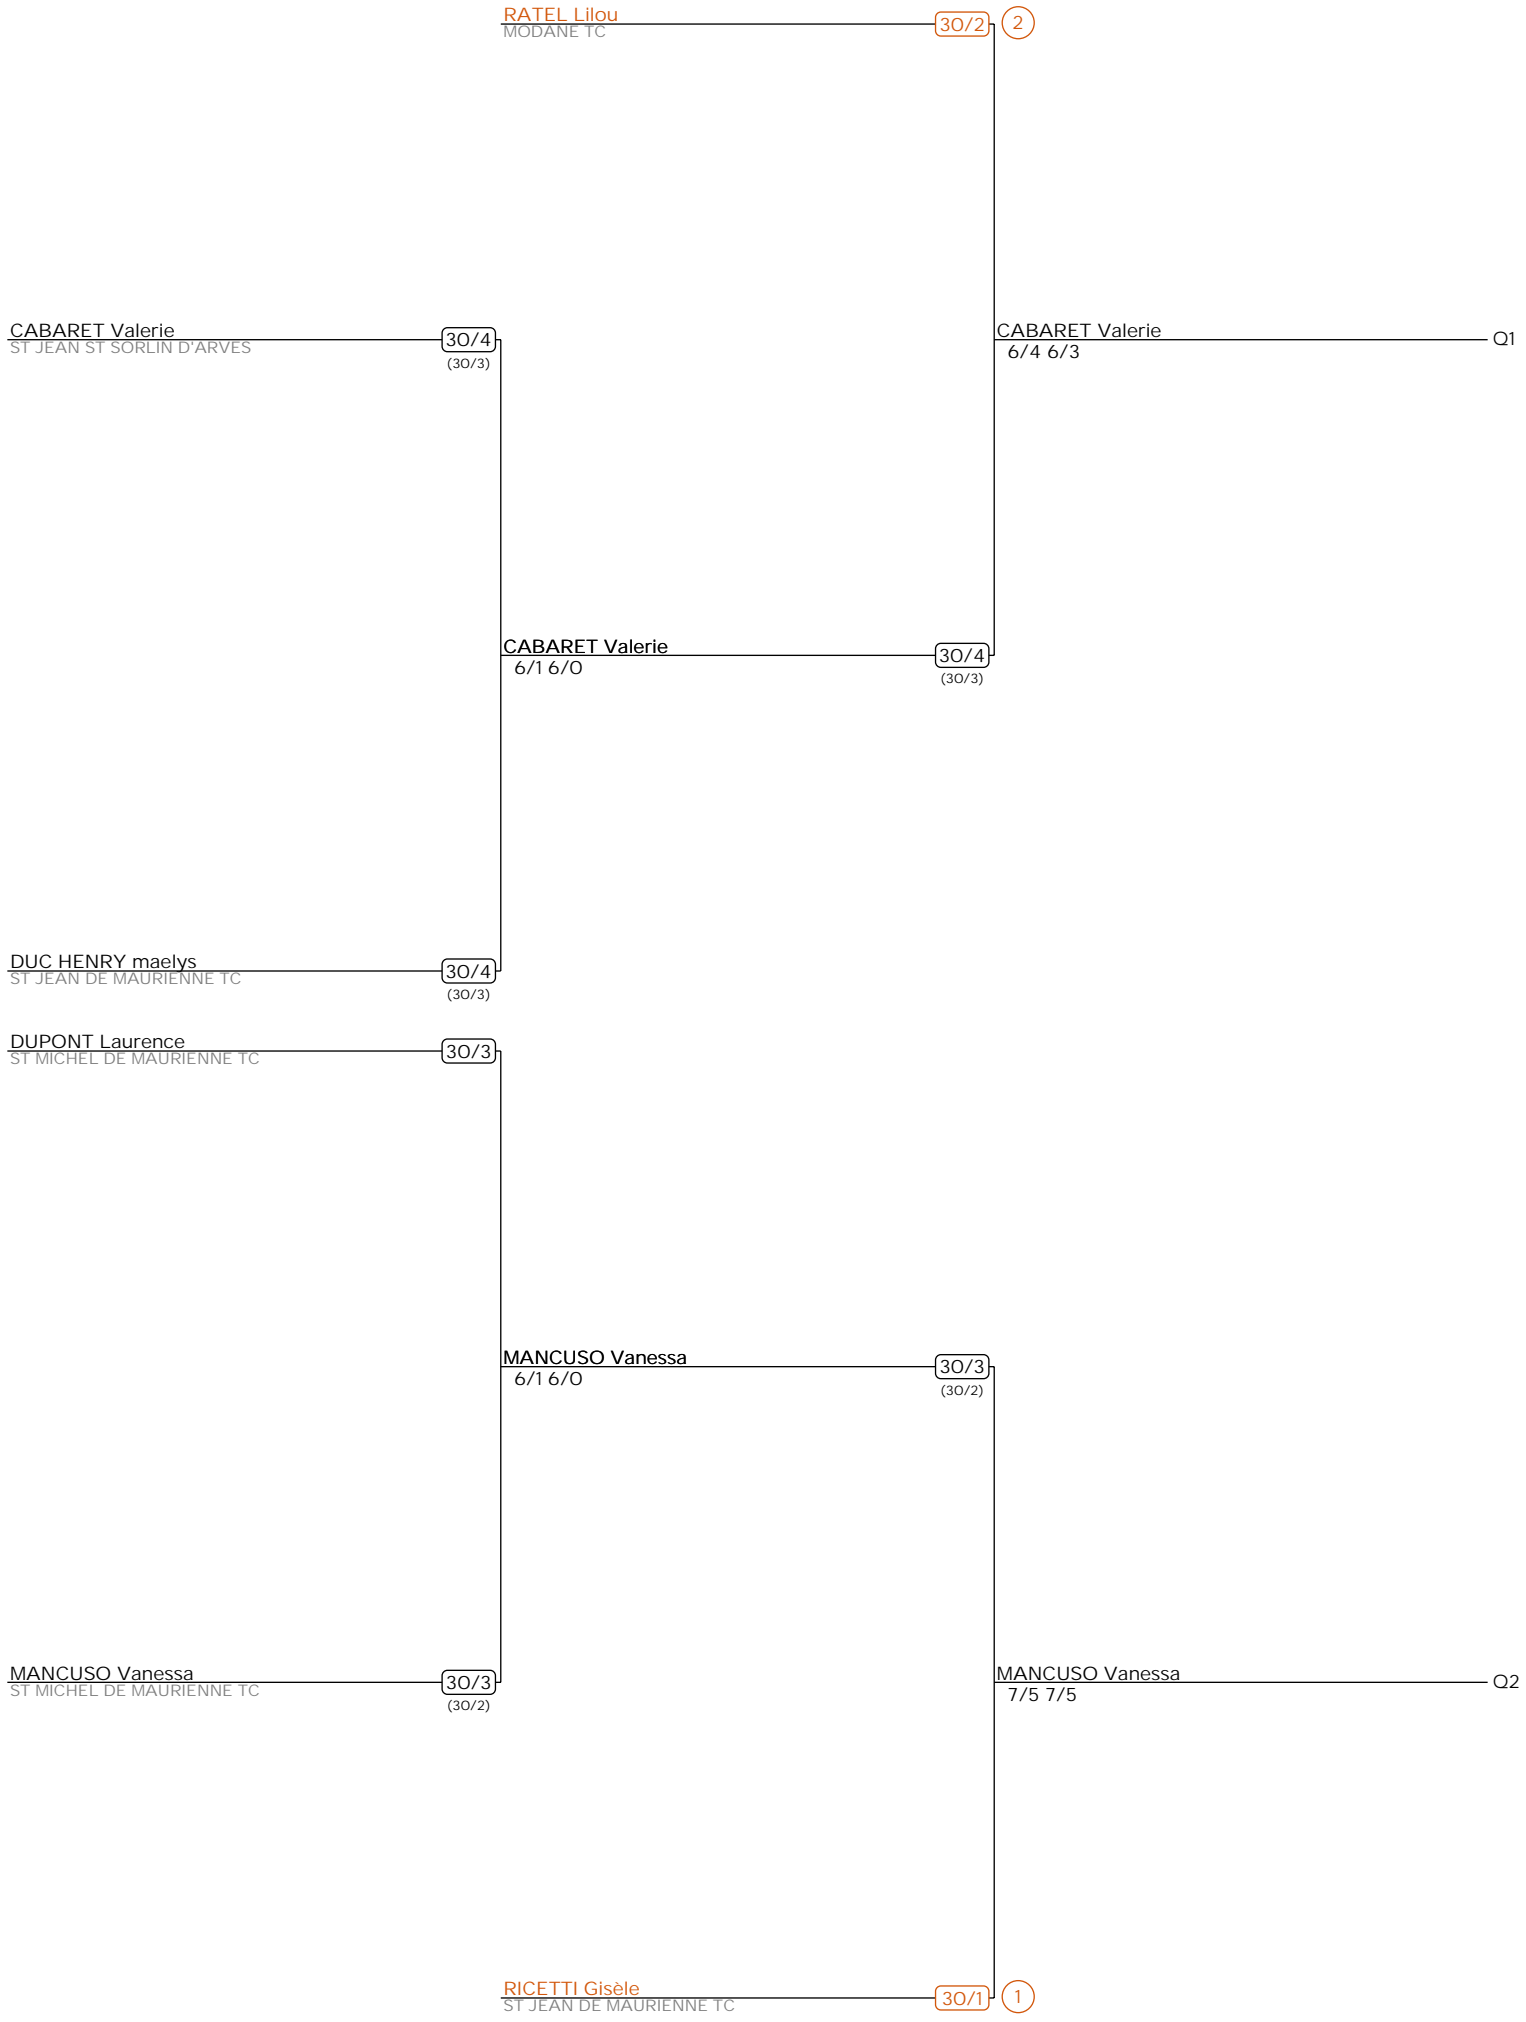 RATEL Lilou
MODANE TC
30/2
2
CABARET Valerie
ST JEAN ST SORLIN D'ARVES
30/4
(30/3)
CABARET Valerie
6/4 6/3
Q1
CABARET Valerie
6/1 6/0
30/4
(30/3)
DUC HENRY maelys
ST JEAN DE MAURIENNE TC
30/4
(30/3)
DUPONT Laurence
ST MICHEL DE MAURIENNE TC
30/3
MANCUSO Vanessa
6/1 6/0
30/3
(30/2)
MANCUSO Vanessa
ST MICHEL DE MAURIENNE TC
30/3
(30/2)
MANCUSO Vanessa
7/5 7/5
Q2
RICETTI Gisèle
ST JEAN DE MAURIENNE TC
30/1
1